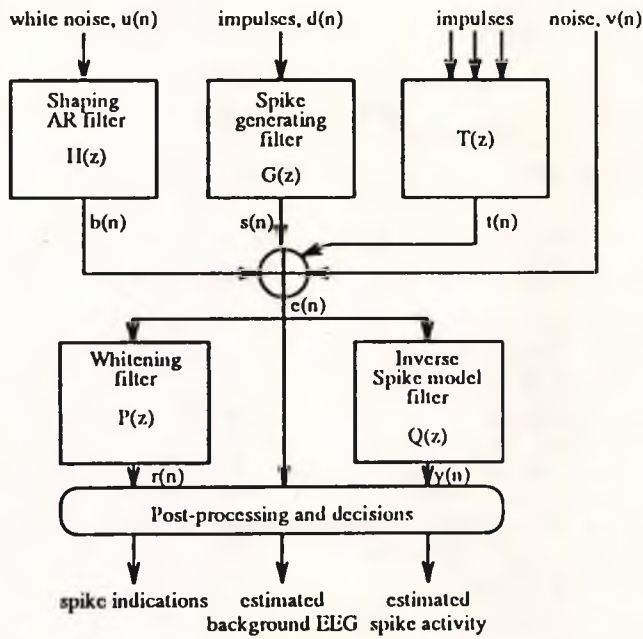 white noise, u(n)
impulses, d(n)
impulses
noise, v(n)
Shaping
AR filter
H(z)
Spike
generating
filter
G(z)
T(z)
b(n)
s(n)
t(n)
e(n)
Whitening
filter
P(z)
Inverse
Spike model
filter
Q(z)
r(n)
y(n)
Post-processing and decisions
spike indications
estimated
background EEG
estimated
spike activity